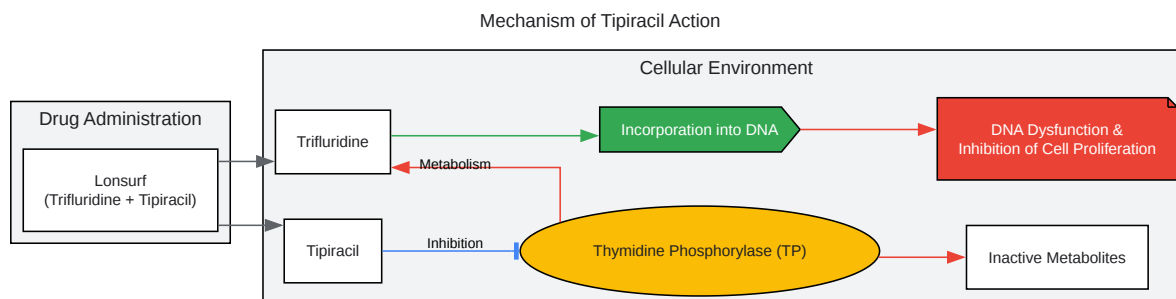 Mechanism of Tipiracil Action
Cellular Environment
Drug Administration
Lonsurf
(Trifluridine + Tipiracil)
Trifluridine
Incorporation into DNA
DNA Dysfunction &
Inhibition of Cell Proliferation
Metabolism
Tipiracil
Inhibition
Thymidine Phosphorylase (TP)
Inactive Metabolites